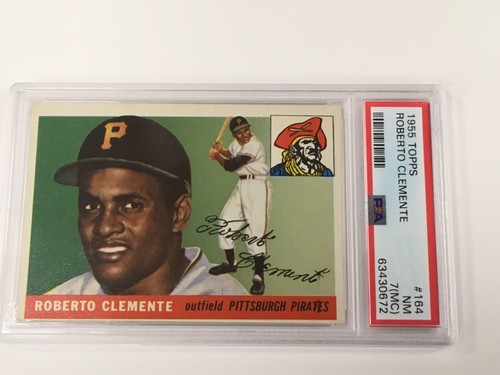 P
Roberto
Clemente
ROBERTO CLEMENTE outfield PITTSBURGH PIRATES
1955 TOPPS #164
ROBERTO CLEMENTE NM
7(MC)
PSA 63430672